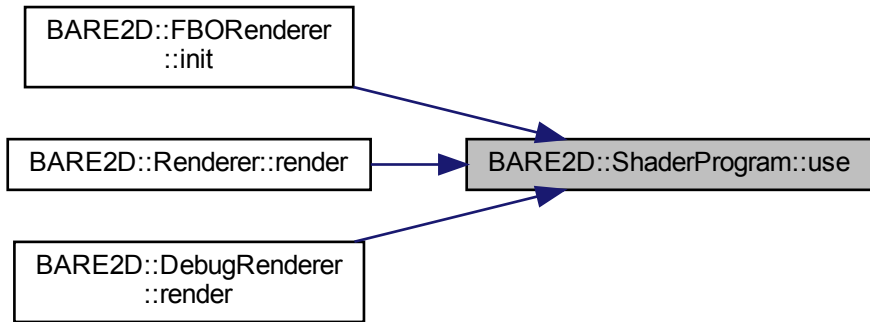 BARE2D::FBORenderer
::init
BARE2D::Renderer::render
BARE2D::ShaderProgram::use
BARE2D::DebugRenderer
::render